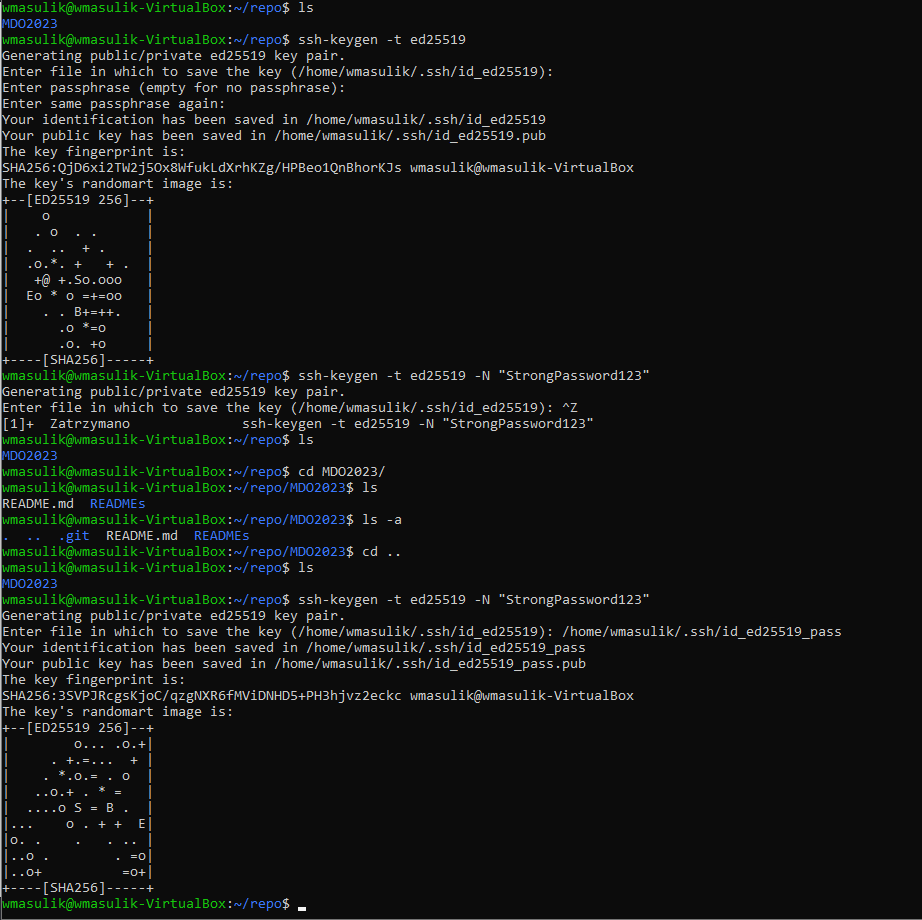 wmasulik@wmasulik-VirtualBox:~/repo$ ls
MDO2023
wmasulik@wmasulik-VirtualBox:~/repo$ ssh-keygen -t ed25519
Generating public/private ed25519 key pair.
Enter file in which to save the key (/home/wmasulik/.ssh/id_ed25519):
Enter passphrase (empty for no passphrase):
Enter same passphrase again:
Your identification has been saved in /home/wmasulik/.ssh/id_ed25519
Your public key has been saved in /home/wmasulik/.ssh/id_ed25519.pub
The key fingerprint is:
SHA256:QjD6xi2TW2j5Ox8WfukLdXrhKZg/HPBeo1QnBhorKJs wmasulik@wmasulik-VirtualBox
The key's randomart image is:
+--[ED25519 256]--+
|    o            |
|   . o  . .      |
|  .  ..  + .     |
|  .o.*. +   + .  |
|   +@ +.So.ooo   |
|  Eo * o =+=oo   |
|    . . B+=++.   |
|      .o *=o     |
|      .o. +o     |
+----[SHA256]-----+
wmasulik@wmasulik-VirtualBox:~/repo$ ssh-keygen -t ed25519 -N "StrongPassword123"
Generating public/private ed25519 key pair.
Enter file in which to save the key (/home/wmasulik/.ssh/id_ed25519): ^Z
[1]+  Zatrzymano              ssh-keygen -t ed25519 -N "StrongPassword123"
wmasulik@wmasulik-VirtualBox:~/repo$ ls
MDO2023
wmasulik@wmasulik-VirtualBox:~/repo$ cd MDO2023/
wmasulik@wmasulik-VirtualBox:~/repo/MDO2023$ ls
README.md  READMEs
wmasulik@wmasulik-VirtualBox:~/repo/MDO2023$ ls -a
.  ..  .git  README.md  READMEs
wmasulik@wmasulik-VirtualBox:~/repo/MDO2023$ cd ..
wmasulik@wmasulik-VirtualBox:~/repo$ ls
MDO2023
wmasulik@wmasulik-VirtualBox:~/repo$ ssh-keygen -t ed25519 -N "StrongPassword123"
Generating public/private ed25519 key pair.
Enter file in which to save the key (/home/wmasulik/.ssh/id_ed25519): /home/wmasulik/.ssh/id_ed25519_pass
Your identification has been saved in /home/wmasulik/.ssh/id_ed25519_pass
Your public key has been saved in /home/wmasulik/.ssh/id_ed25519_pass.pub
The key fingerprint is:
SHA256:3SVPJRcgsKjoC/qzgNXR6fMViDNHD5+PH3hjvz2eckc wmasulik@wmasulik-VirtualBox
The key's randomart image is:
+--[ED25519 256]--+
|        o... .o.+|
|     . +.=...  + |
|    . *.o.= . o  |
|   ..o.+ . * =   |
|  ....o S = B .  |
|...    o . + +  E|
|o. .    .   . .. |
|..o .        . =o|
|..o+          =o+|
+----[SHA256]-----+
wmasulik@wmasulik-VirtualBox:~/repo$